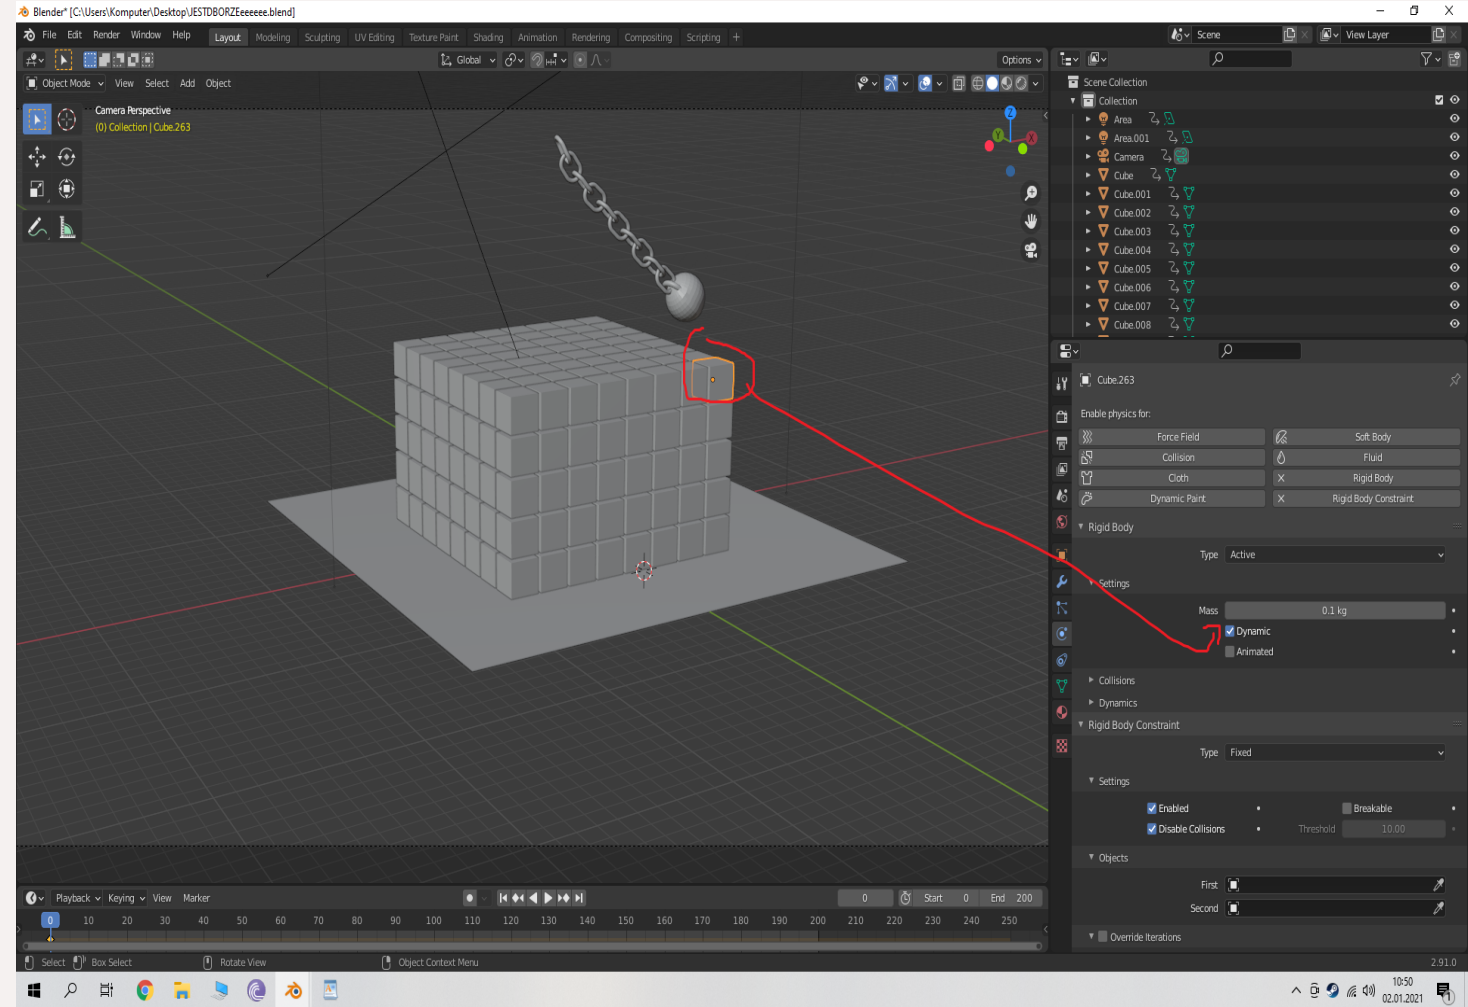 Blender* [C:\Users\Komputer\Desktop\JESTDBORZEeeeeee.blend]
File Edit Render Window Help Layout Modeling Sculpting UV Editing Texture Paint Shading Animation Rendering Compositing Scripting + Scene View Layer
Global Options
Object Mode View Select Add Object
Camera Perspective
(0) Collection | Cube.263
Z
Y
X
Scene Collection
Collection
Area
Area.001
Camera
Cube
Cube.001
Cube.002
Cube.003
Cube.004
Cube.005
Cube.006
Cube.007
Cube.008
Cube.263
Enable physics for:
Force Field Soft Body
Collision Fluid
Cloth Rigid Body
Dynamic Paint Rigid Body Constraint
Rigid Body
Type Active
Settings
Mass 0.1 kg
Dynamic
Animated
Collisions
Dynamics
Rigid Body Constraint
Type Fixed
Settings
Enabled Breakable
Disable Collisions Threshold 10.00
Objects
First
Second
Override Iterations
Playback Keying View Marker 0 Start 0 End 200
0 10 20 30 40 50 60 70 80 90 100 110 120 130 140 150 160 170 180 190 200 210 220 230 240 250
Select Box Select Rotate View Object Context Menu 2.91.0
10:50
02.01.2021
1